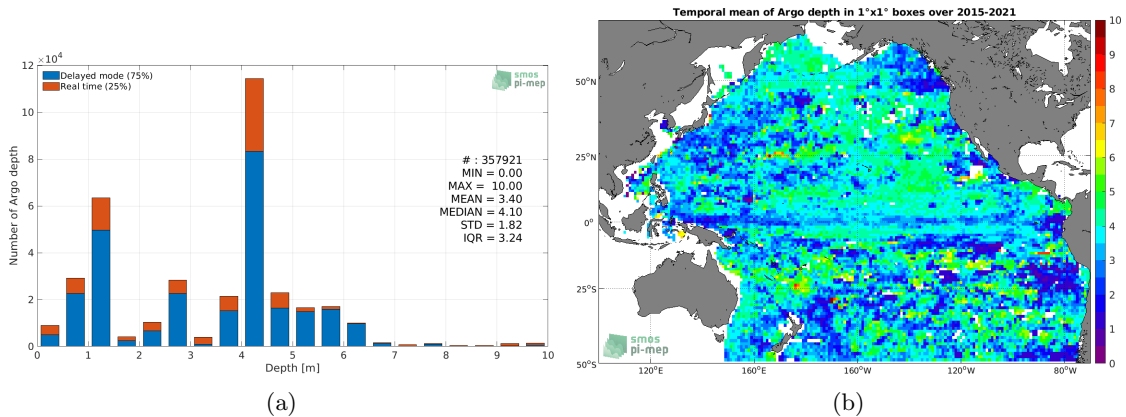 ×10⁴
12
10
8
6
4
2
0
Number of Argo depth
Delayed mode (75%)
Real time (25%)
smos
pi-mep
# : 357921
MIN = 0.00
MAX = 10.00
MEAN = 3.40
MEDIAN = 4.10
STD = 1.82
IQR = 3.24
0 1 2 3 4 5 6 7 8 9 10
Depth [m]
(a)
Temporal mean of Argo depth in 1°x1° boxes over 2015-2021
50°N
25°N
0°
25°S
50°S
smos
pi-mep
120°E 160°E 160°W 120°W 80°W
10
9
8
7
6
5
4
3
2
1
0
(b)